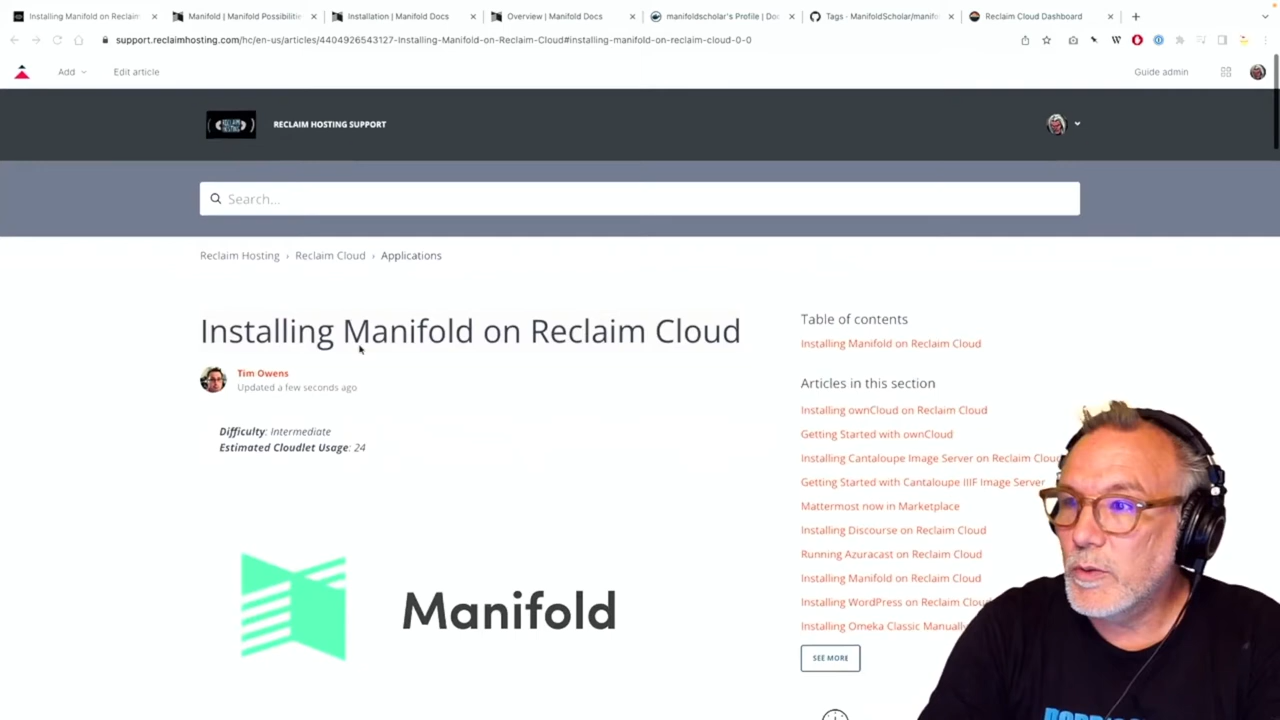 Installing Manifold on Reclaim
Manifold | Manifold Possibilitie
Installation | Manifold Docs
Overview | Manifold Docs
manifoldscholar's Profile | Doc
Tags · ManifoldScholar/manifo
Reclaim Cloud Dashboard
support.reclaimhosting.com/hc/en-us/articles/4404926543127-Installing-Manifold-on-Reclaim-Cloud#installing-manifold-on-reclaim-cloud-0-0
Add
Edit article
Guide admin
RECLAIM HOSTING
RECLAIM HOSTING SUPPORT
Search...
Reclaim Hosting › Reclaim Cloud › Applications
Installing Manifold on Reclaim Cloud
Tim Owens
Updated a few seconds ago
Difficulty: Intermediate
Estimated Cloudlet Usage: 24
Manifold
Table of contents
Installing Manifold on Reclaim Cloud
Articles in this section
Installing ownCloud on Reclaim Cloud
Getting Started with ownCloud
Installing Cantaloupe Image Server on Reclaim Clou
Getting Started with Cantaloupe IIIF Image Server
Mattermost now in Marketplace
Installing Discourse on Reclaim Cloud
Running Azuracast on Reclaim Cloud
Installing Manifold on Reclaim Cloud
Installing WordPress on Reclaim Clou
Installing Omeka Classic Manually
SEE MORE